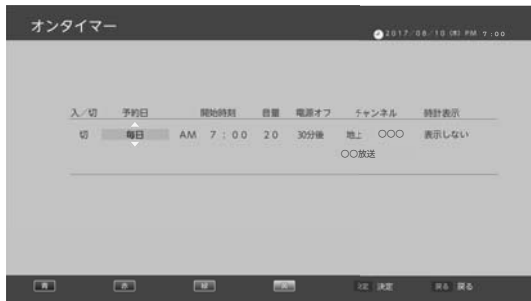 オンタイマー
2017/08/10 (木) PM 7:00
入/切 予約日 開始時刻 音量 電源オフ チャンネル 時計表示
切 毎日 AM 7:00 20 30分後 地上 〇〇〇 表示しない
〇〇放送
青 赤 緑 黄 決定 決定 戻る 戻る